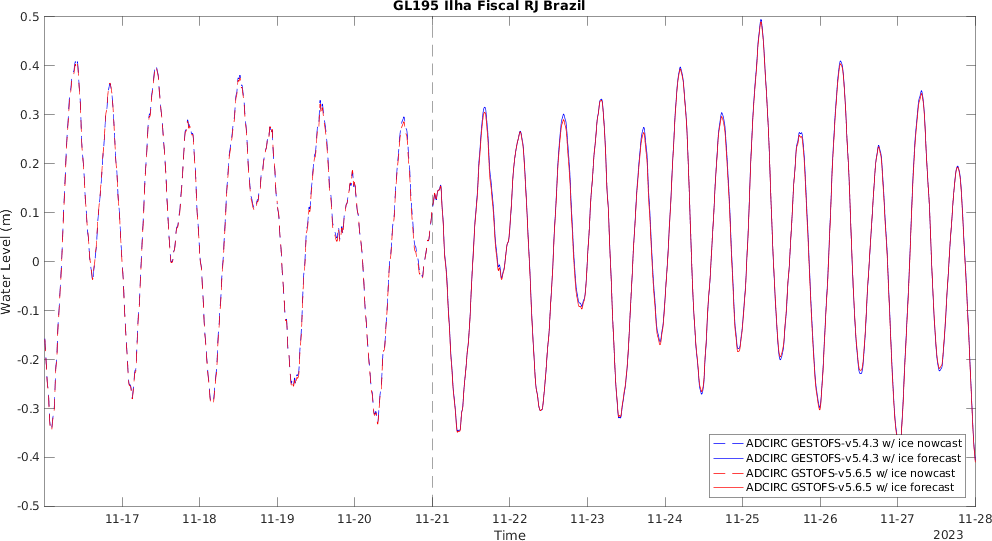 GL195 Ilha Fiscal RJ Brazil
0.5
0.4
0.3
0.2
0.1
0
-0.1
-0.2
-0.3
-0.4
-0.5
Water Level (m)
ADCIRC GESTOFS-v5.4.3 w/ ice nowcast
ADCIRC GESTOFS-v5.4.3 w/ ice forecast
ADCIRC GSTOFS-v5.6.5 w/ ice nowcast
ADCIRC GSTOFS-v5.6.5 w/ ice forecast
11-17 11-18 11-19 11-20 11-21 11-22 11-23 11-24 11-25 11-26 11-27 11-28
Time
2023